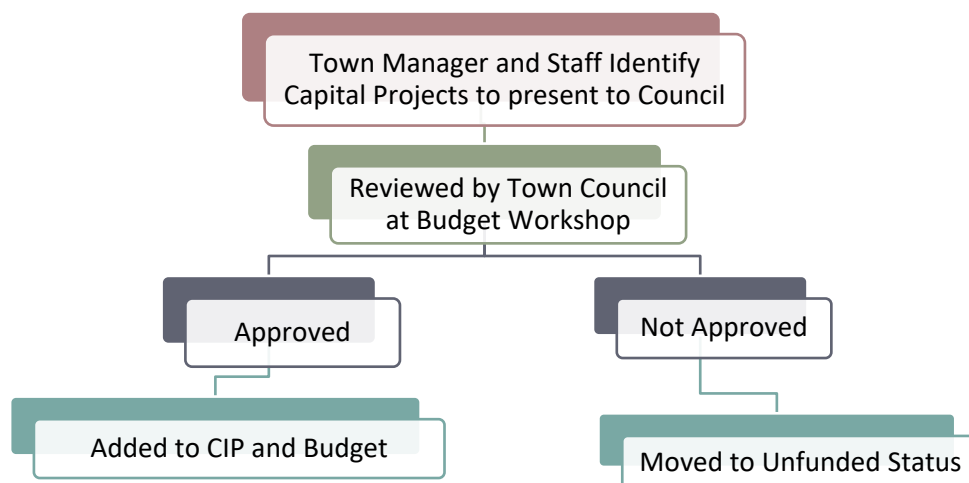 Town Manager and Staff Identify
Capital Projects to present to Council
Reviewed by Town Council
at Budget Workshop
Approved
Not Approved
Added to CIP and Budget
Moved to Unfunded Status